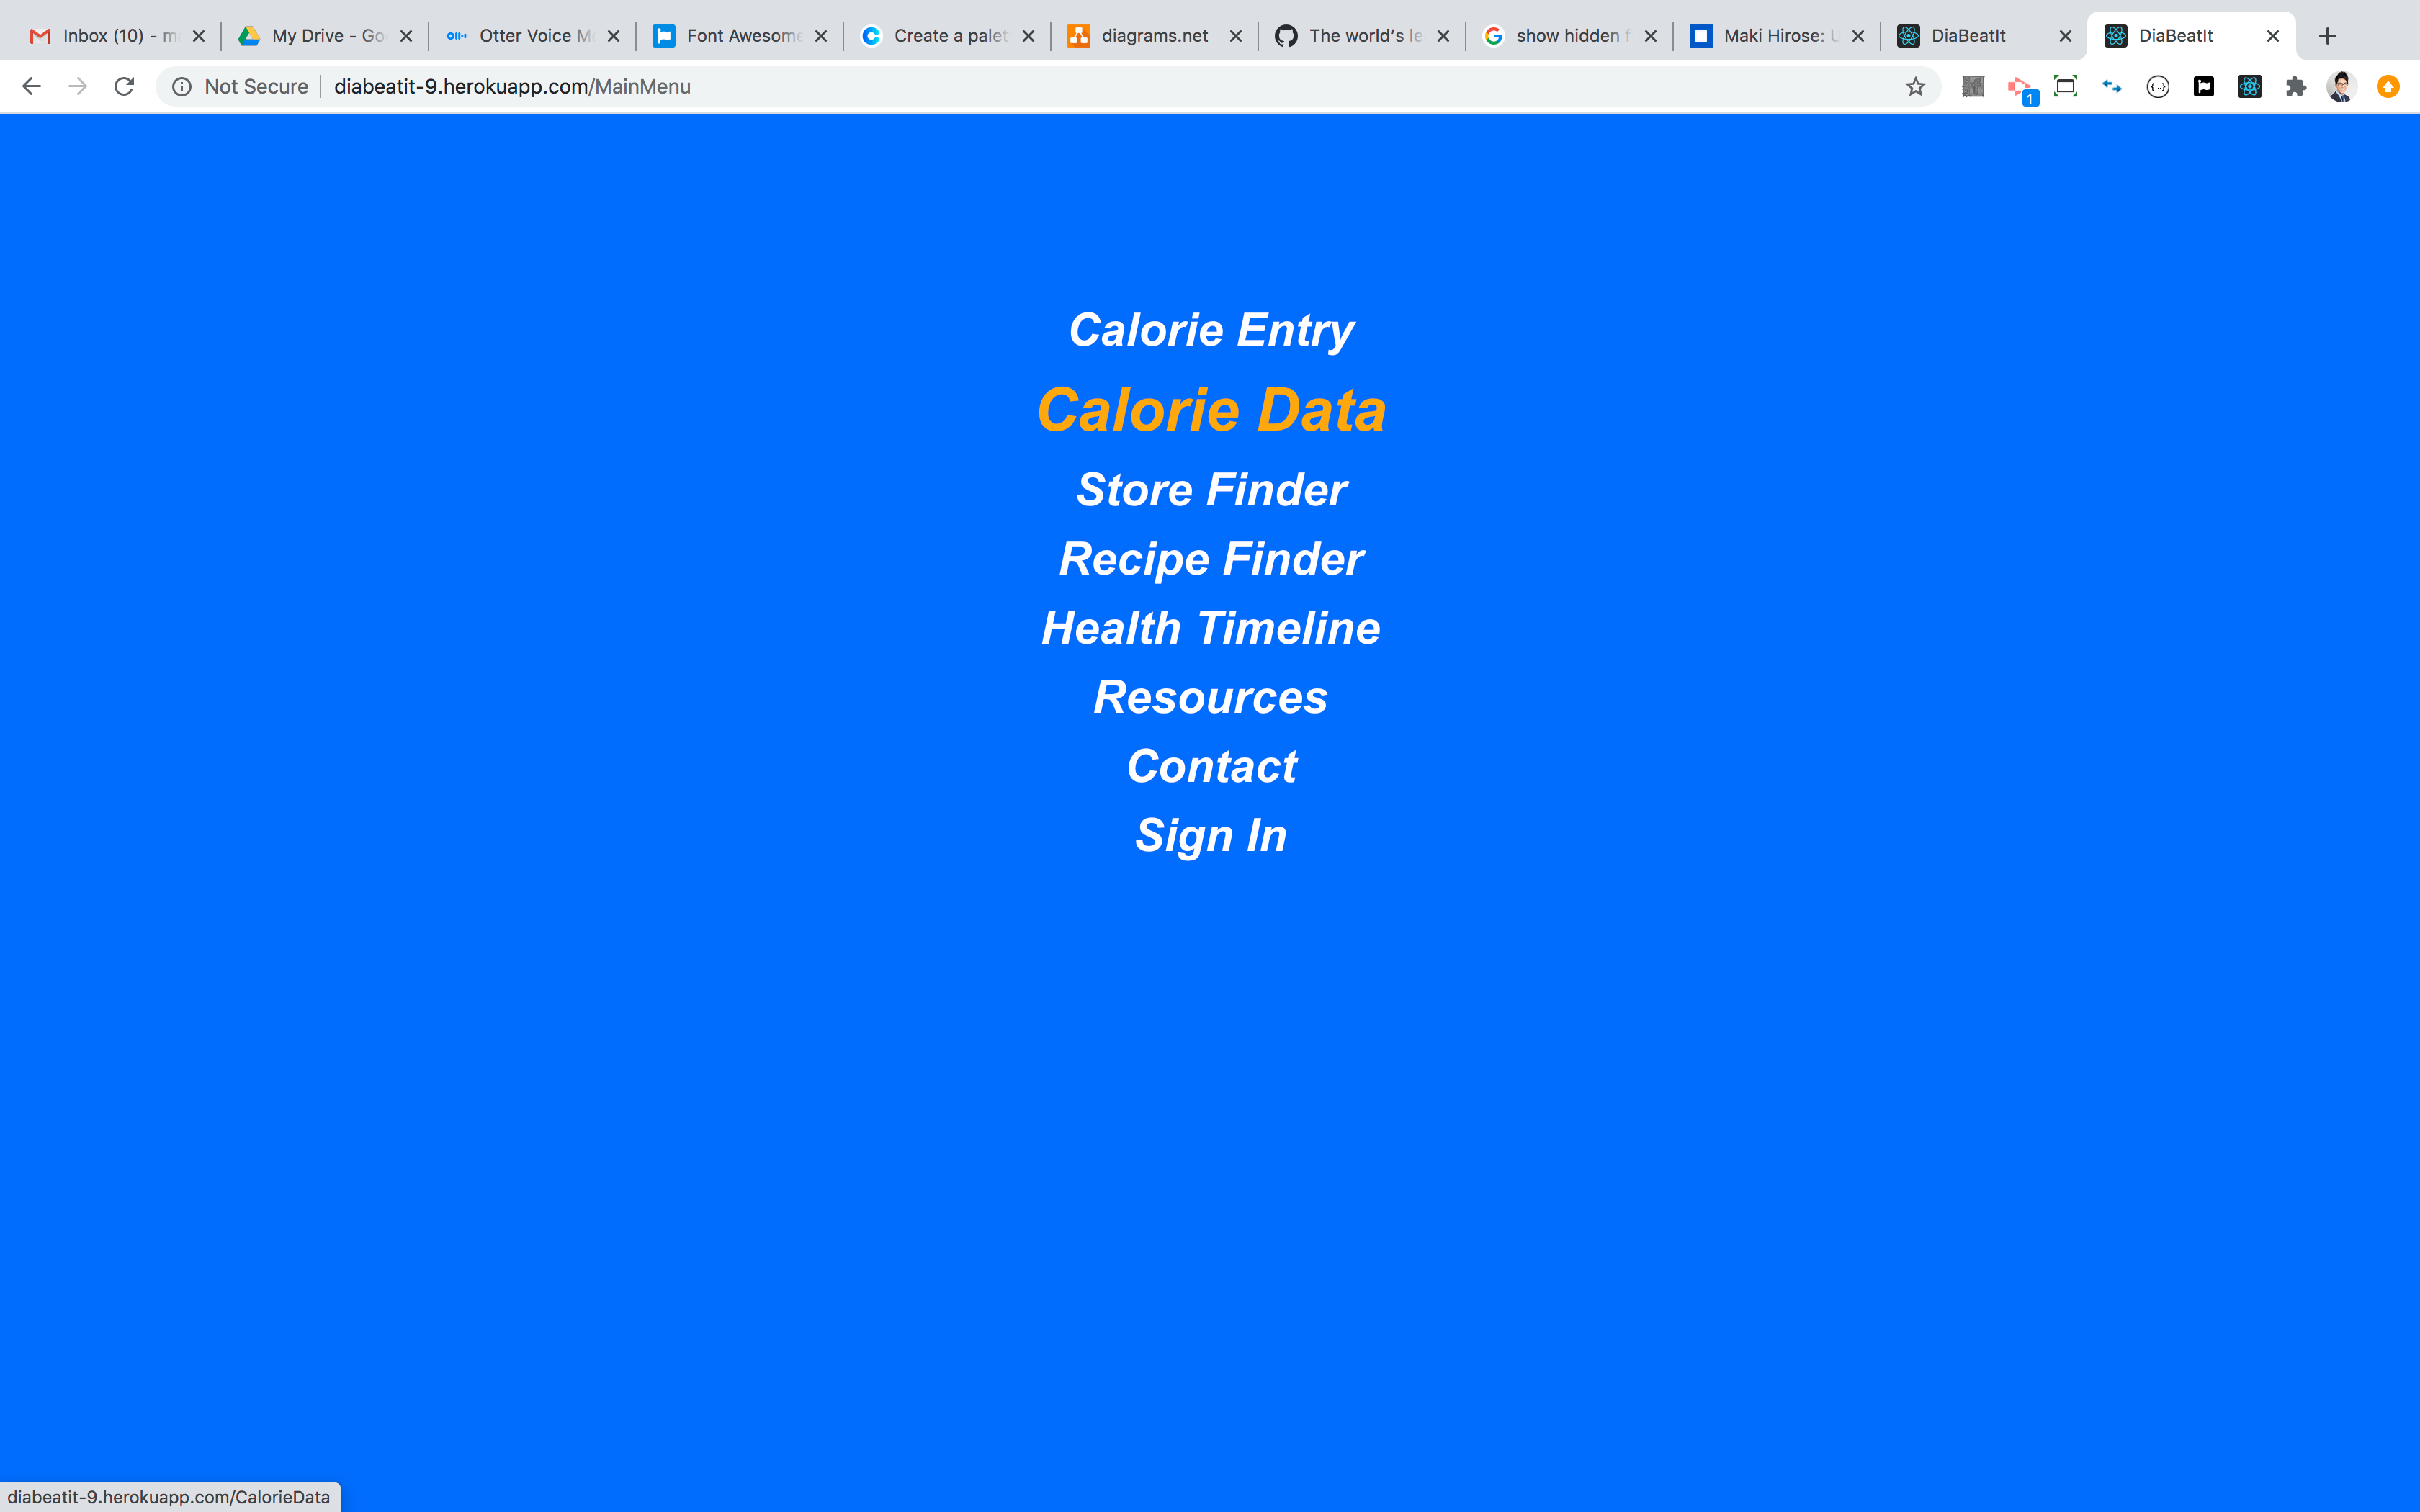 Inbox (10) - m
My Drive - Go
Otter Voice M
Font Awesome
Create a palet
diagrams.net
The world's le
show hidden f
Maki Hirose: U
DiaBeatIt
DiaBeatIt
Not Secure
diabeatit-9.herokuapp.com/MainMenu
1
Calorie Entry
Calorie Data
Store Finder
Recipe Finder
Health Timeline
Resources
Contact
Sign In
diabeatit-9.herokuapp.com/CalorieData